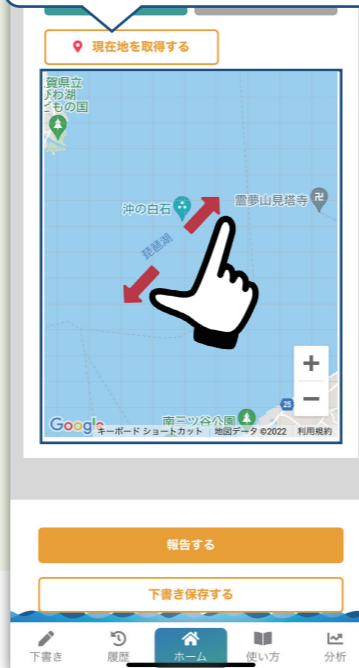 現在地を取得する
賀県立
びわ湖
どもの国
沖の白石
霊夢山見塔寺
琵琶湖
+
25
−
南三ツ谷公園
Google
キーボード ショートカット 地図データ ©2022 利用規約
報告する
下書き保存する
下書き 履歴 ホーム 使い方 分析